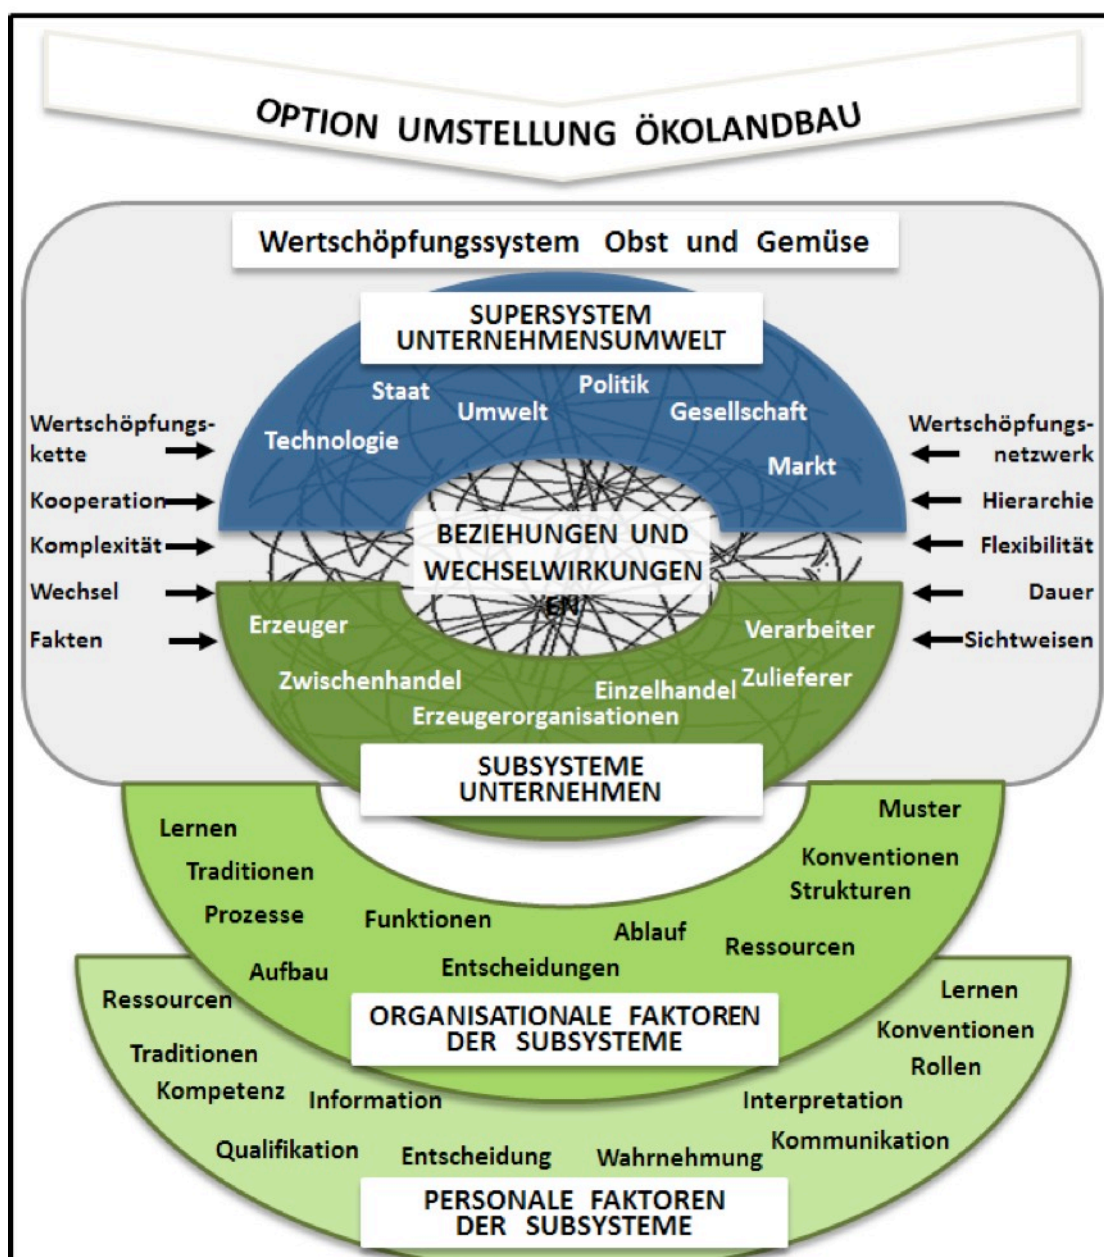 OPTION UMSTELLUNG ÖKOLANDBAU
Wertschöpfungssystem Obst und Gemüse
SUPERSYSTEM
UNTERNEHMENSUMWELT
Staat
Politik
Umwelt
Gesellschaft
Technologie
Markt
Wertschöpfungs-
kette
Kooperation
Komplexität
Wechsel
Fakten
Wertschöpfungs-
netzwerk
Hierarchie
Flexibilität
Dauer
Sichtweisen
BEZIEHUNGEN UND
WECHSELWIRKUNGEN
EN
Erzeuger
Verarbeiter
Zwischenhandel
Einzelhandel
Zulieferer
Erzeugerorganisationen
SUBSYSTEME
UNTERNEHMEN
Lernen
Muster
Traditionen
Konventionen
Strukturen
Prozesse
Funktionen
Ablauf
Ressourcen
Aufbau
Entscheidungen
ORGANISATIONALE FAKTOREN
DER SUBSYSTEME
Ressourcen
Lernen
Traditionen
Konventionen
Rollen
Kompetenz
Information
Interpretation
Qualifikation
Entscheidung
Wahrnehmung
Kommunikation
PERSONALE FAKTOREN
DER SUBSYSTEME